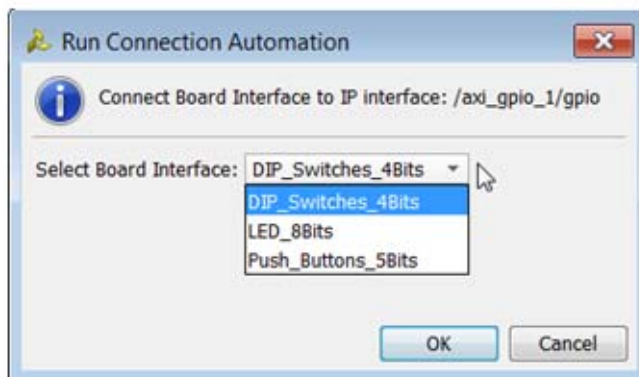 Run Connection Automation
Connect Board Interface to IP interface: /axi_gpio_1/gpio
Select Board Interface: DIP_Switches_4Bits
DIP_Switches_4Bits
LED_8Bits
Push_Buttons_5Bits
OK Cancel